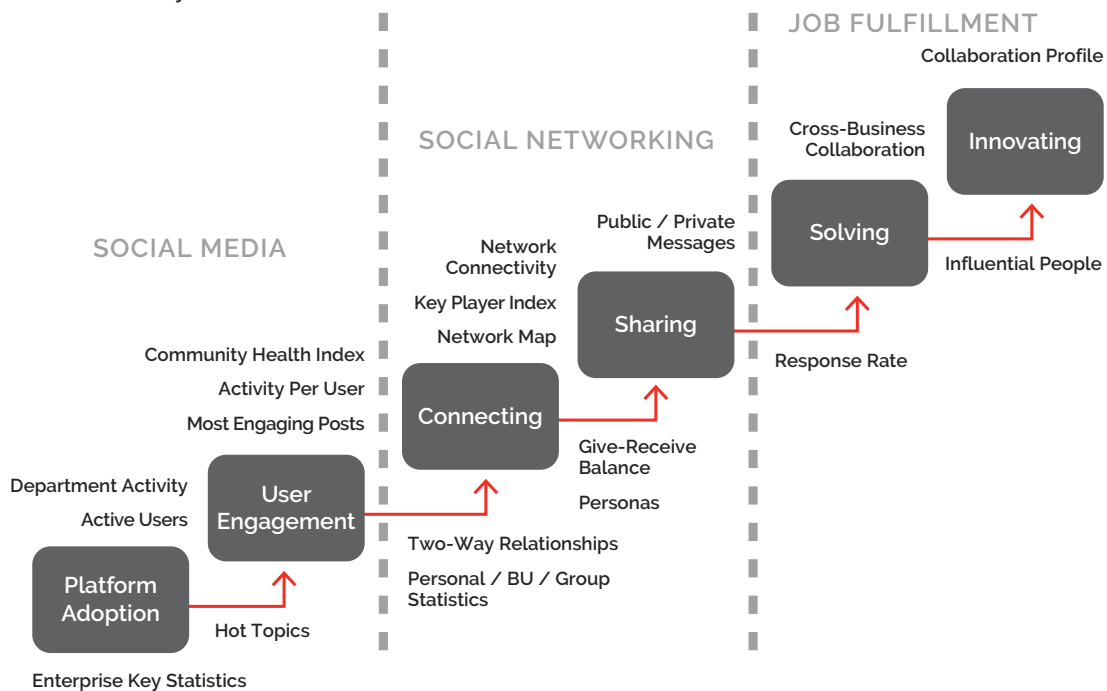 JOB FULFILLMENT
Collaboration Profile
Innovating
Cross-Business
Collaboration
Solving
Influential People
SOCIAL NETWORKING
Public / Private
Messages
Network
Connectivity
Key Player Index
Network Map
Sharing
Response Rate
Connecting
Give-Receive
Balance
Personas
SOCIAL MEDIA
Community Health Index
Activity Per User
Most Engaging Posts
User
Engagement
Two-Way Relationships
Personal / BU / Group
Statistics
Department Activity
Active Users
Platform
Adoption
Hot Topics
Enterprise Key Statistics